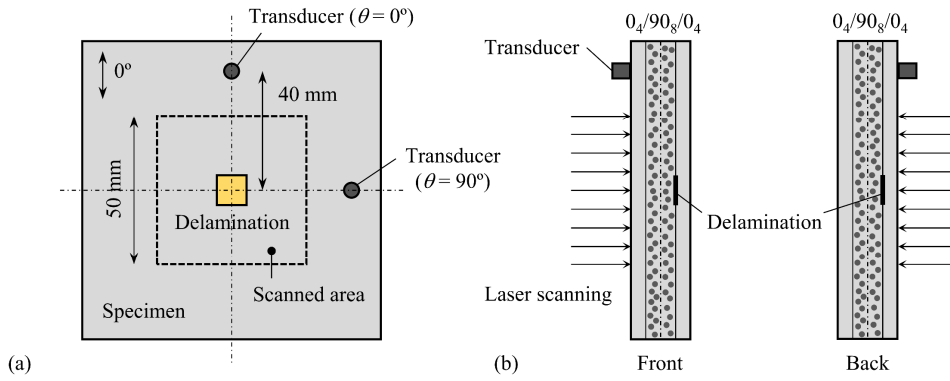 Transducer (θ = 0º)
0º
40 mm
50 mm
Transducer
(θ = 90º)
Delamination
Scanned area
Specimen
(a)
0₄/90₈/0₄
0₄/90₈/0₄
Transducer
Delamination
Laser scanning
(b)
Front
Back